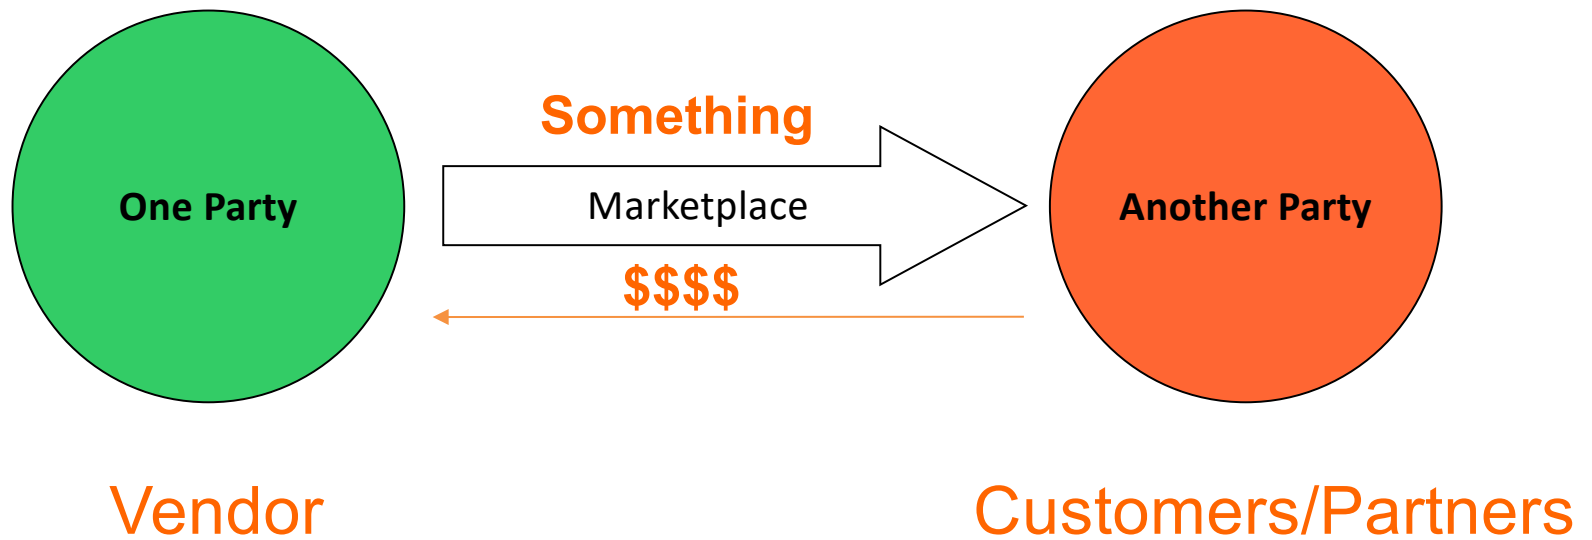 Something
One Party
Marketplace
Another Party
$$$$
Vendor
Customers/Partners